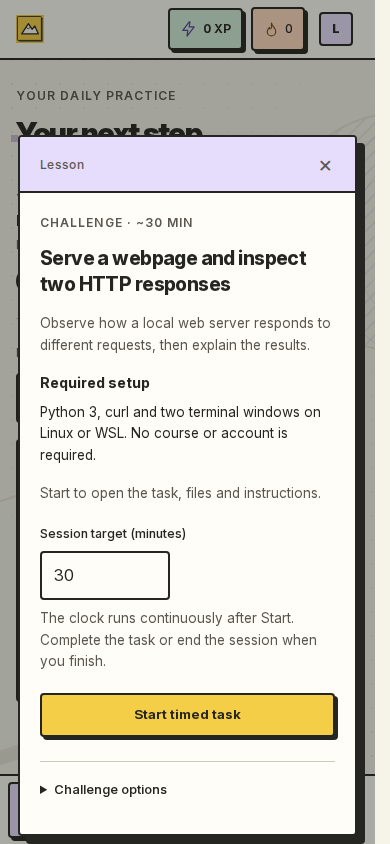 0 XP
0
L
YOUR DAILY PRACTICE
Your next step
Lesson
CHALLENGE · ~30 MIN
Serve a webpage and inspect
two HTTP responses
Observe how a local web server responds to
different requests, then explain the results.
Required setup
Python 3, curl and two terminal windows on
Linux or WSL. No course or account is
required.
Start to open the task, files and instructions.
Session target (minutes)
30
The clock runs continuously after Start.
Complete the task or end the session when
you finish.
Start timed task
Challenge options